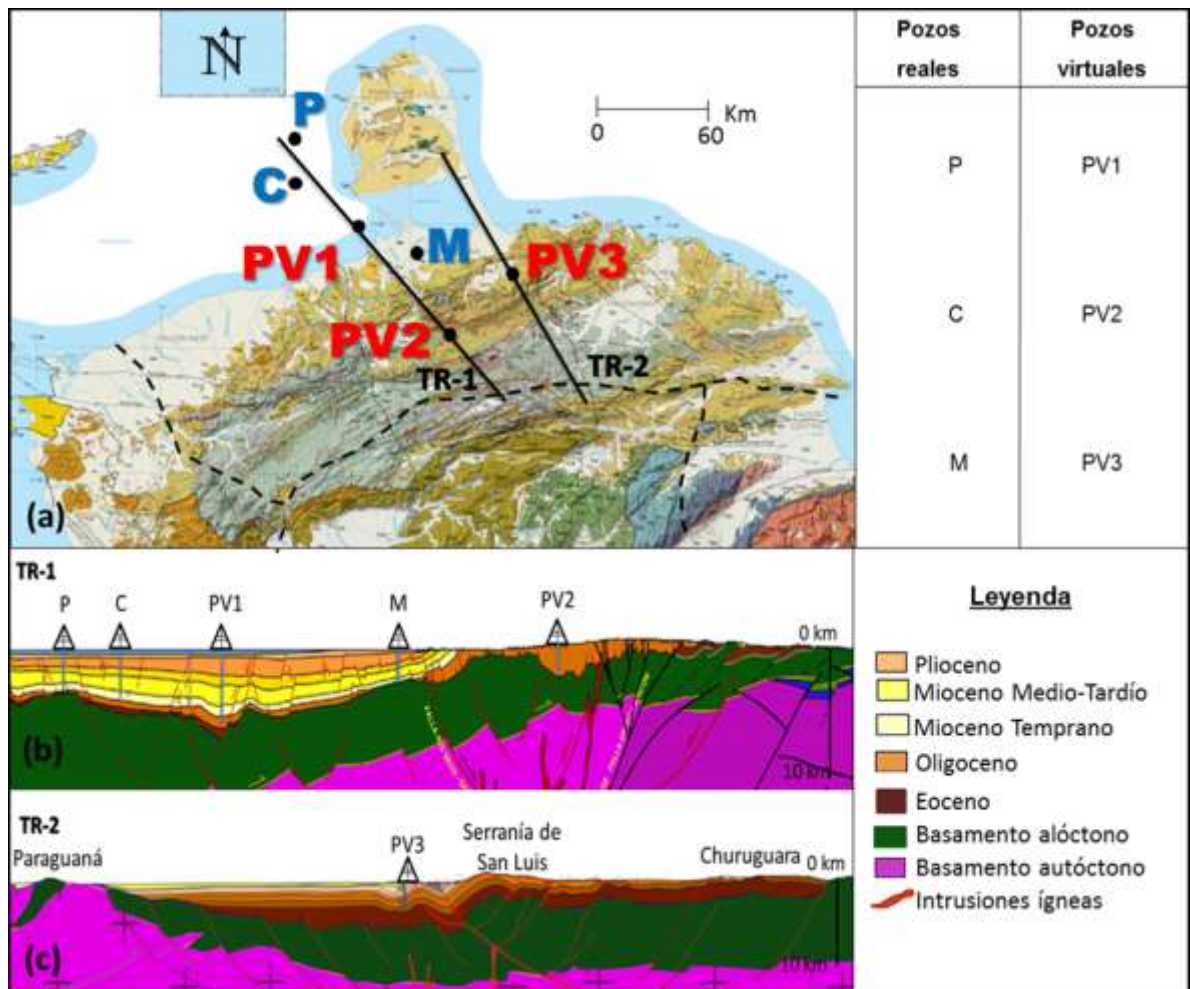 N
P
C
PV1
M
PV3
PV2
TR-1
TR-2
0
60
Km
(a)
Pozos
reales
Pozos
virtuales
P
PV1
C
PV2
M
PV3
TR-1
P
C
PV1
M
PV2
0 km
(b)
10 km
TR-2
Paraguaná
PV3
Serranía de
San Luis
Churuguara
0 km
(c)
10 km
Leyenda
Plioceno
Mioceno Medio-Tardío
Mioceno Temprano
Oligoceno
Eoceno
Basamento alóctono
Basamento autóctono
Intrusiones ígneas